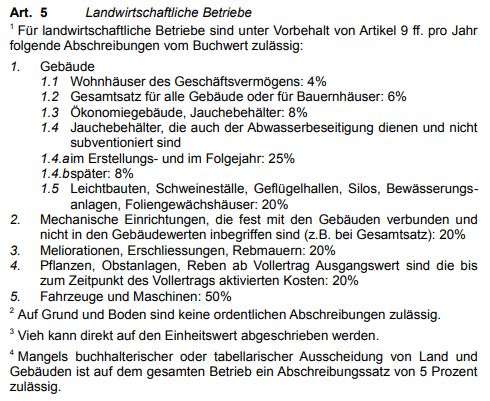 Art. 5 Landwirtschaftliche Betriebe
1 Für landwirtschaftliche Betriebe sind unter Vorbehalt von Artikel 9 ff. pro Jahr
folgende Abschreibungen vom Buchwert zulässig:
1. Gebäude
1.1 Wohnhäuser des Geschäftsvermögens: 4%
1.2 Gesamtsatz für alle Gebäude oder für Bauernhäuser: 6%
1.3 Ökonomiegebäude, Jauchebehälter: 8%
1.4 Jauchebehälter, die auch der Abwasserbeseitigung dienen und nicht
subventioniert sind
1.4.a im Erstellungs- und im Folgejahr: 25%
1.4.b später: 8%
1.5 Leichtbauten, Schweineställe, Geflügelhallen, Silos, Bewässerungs-
anlagen, Foliengewächshäuser: 20%
2. Mechanische Einrichtungen, die fest mit den Gebäuden verbunden und
nicht in den Gebäudewerten inbegriffen sind (z.B. bei Gesamtsatz): 20%
3. Meliorationen, Erschliessungen, Rebmauern: 20%
4. Pflanzen, Obstanlagen, Reben ab Vollertrag Ausgangswert sind die bis
zum Zeitpunkt des Vollertrags aktivierten Kosten: 20%
5. Fahrzeuge und Maschinen: 50%
2 Auf Grund und Boden sind keine ordentlichen Abschreibungen zulässig.
3 Vieh kann direkt auf den Einheitswert abgeschrieben werden.
4 Mangels buchhalterischer oder tabellarischer Ausscheidung von Land und
Gebäuden ist auf dem gesamten Betrieb ein Abschreibungssatz von 5 Prozent
zulässig.